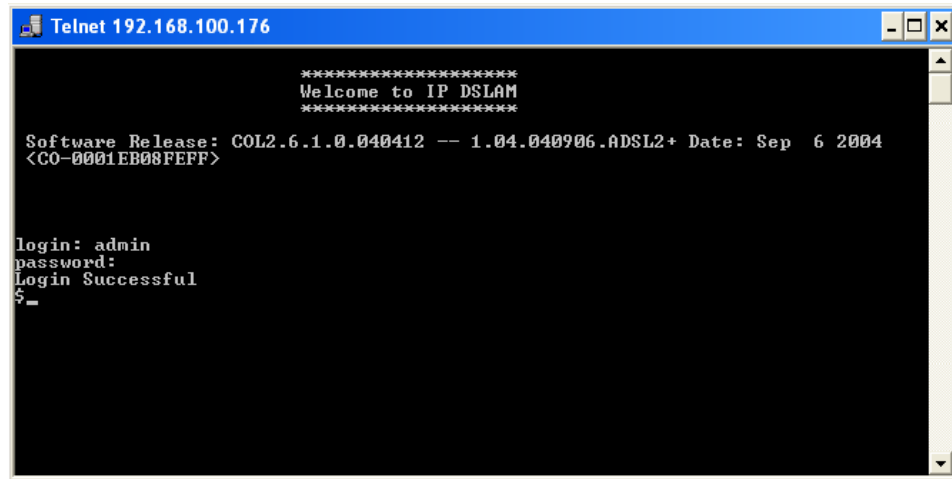 Telnet 192.168.100.176
*******************
Welcome to IP DSLAM
*******************
Software Release: COL2.6.1.0.040412 -- 1.04.040906.ADSL2+ Date: Sep  6 2004
<CO-0001EB08FEFF>
login: admin
password:
Login Successful
$_